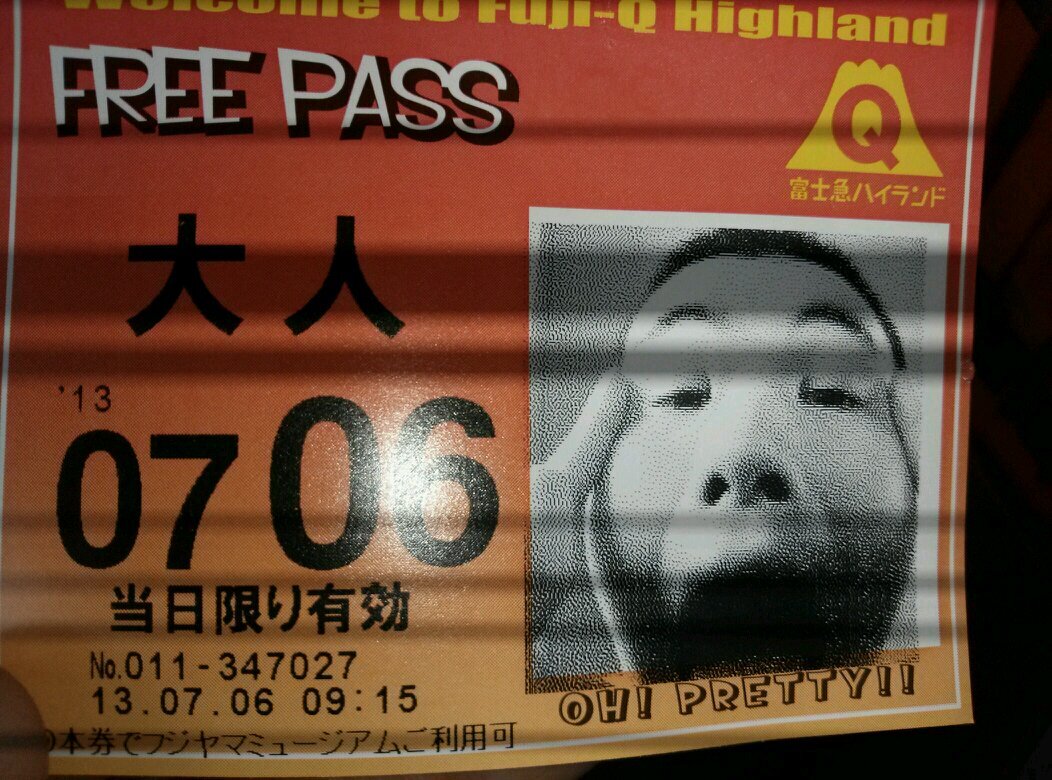 Welcome to Fuji-Q Highland
FREE PASS
Q
富士急ハイランド
大人
'13
07 06
当日限り有効
No.011-347027
13.07.06 09:15
OH! PRETTY!!
本券でフジヤマミュージアムご利用可